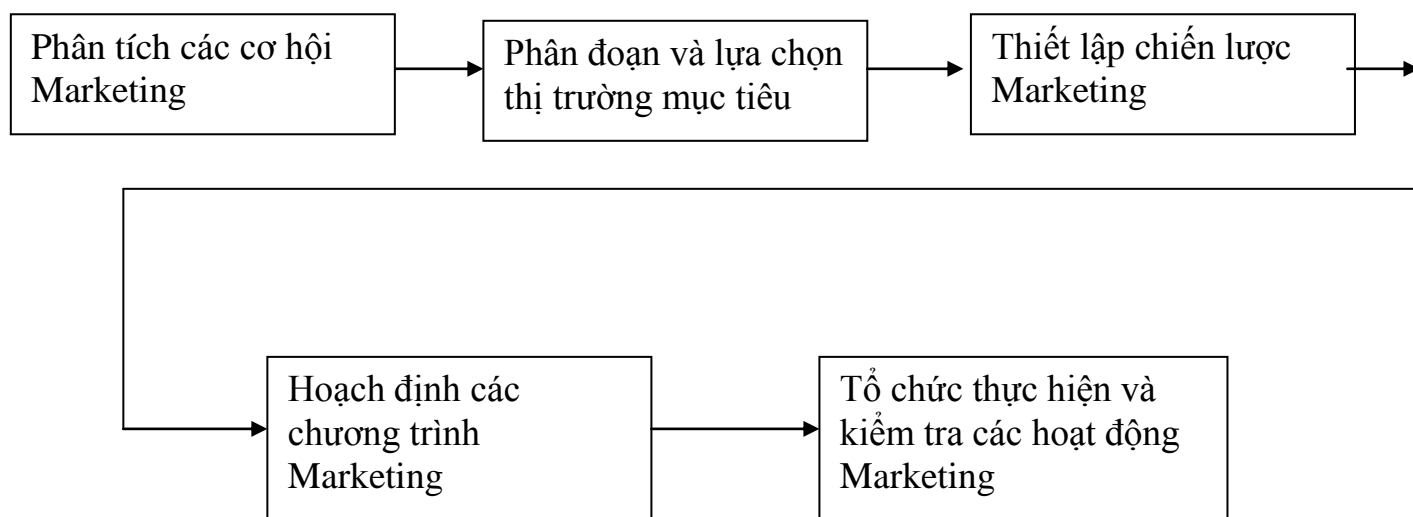 Phân tích các cơ hội
Marketing
Phân đoạn và lựa chọn
thị trường mục tiêu
Thiết lập chiến lược
Marketing
Hoạch định các
chương trình
Marketing
Tổ chức thực hiện và
kiểm tra các hoạt động
Marketing